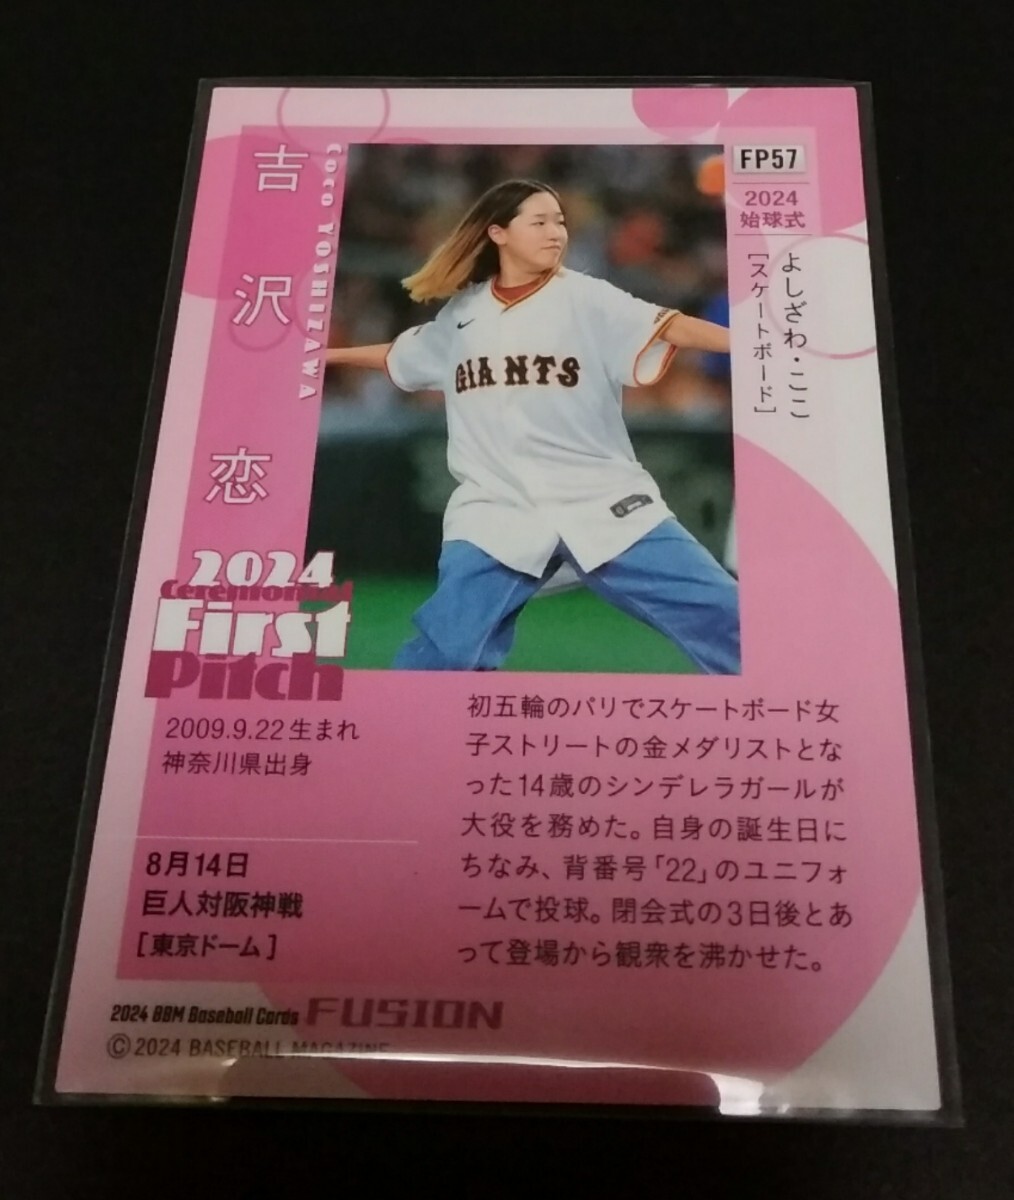 吉沢恋
Coco YOSHIZAWA
FP57
2024
始球式
よしざわ・ここ
[スケートボード]
GIANTS
2024
Ceremonial
First
Pitch
2009.9.22生まれ
神奈川県出身
8月14日
巨人対阪神戦
[東京ドーム]
初五輪のパリでスケートボード女
子ストリートの金メダリストとな
った14歳のシンデレラガールが
大役を務めた。自身の誕生日に
ちなみ、背番号「22」のユニフォ
ームで投球。閉会式の3日後とあ
って登場から観衆を沸かせた。
2024 BBM Baseball Cards FUSION
©2024 BASEBALL MAGAZINE